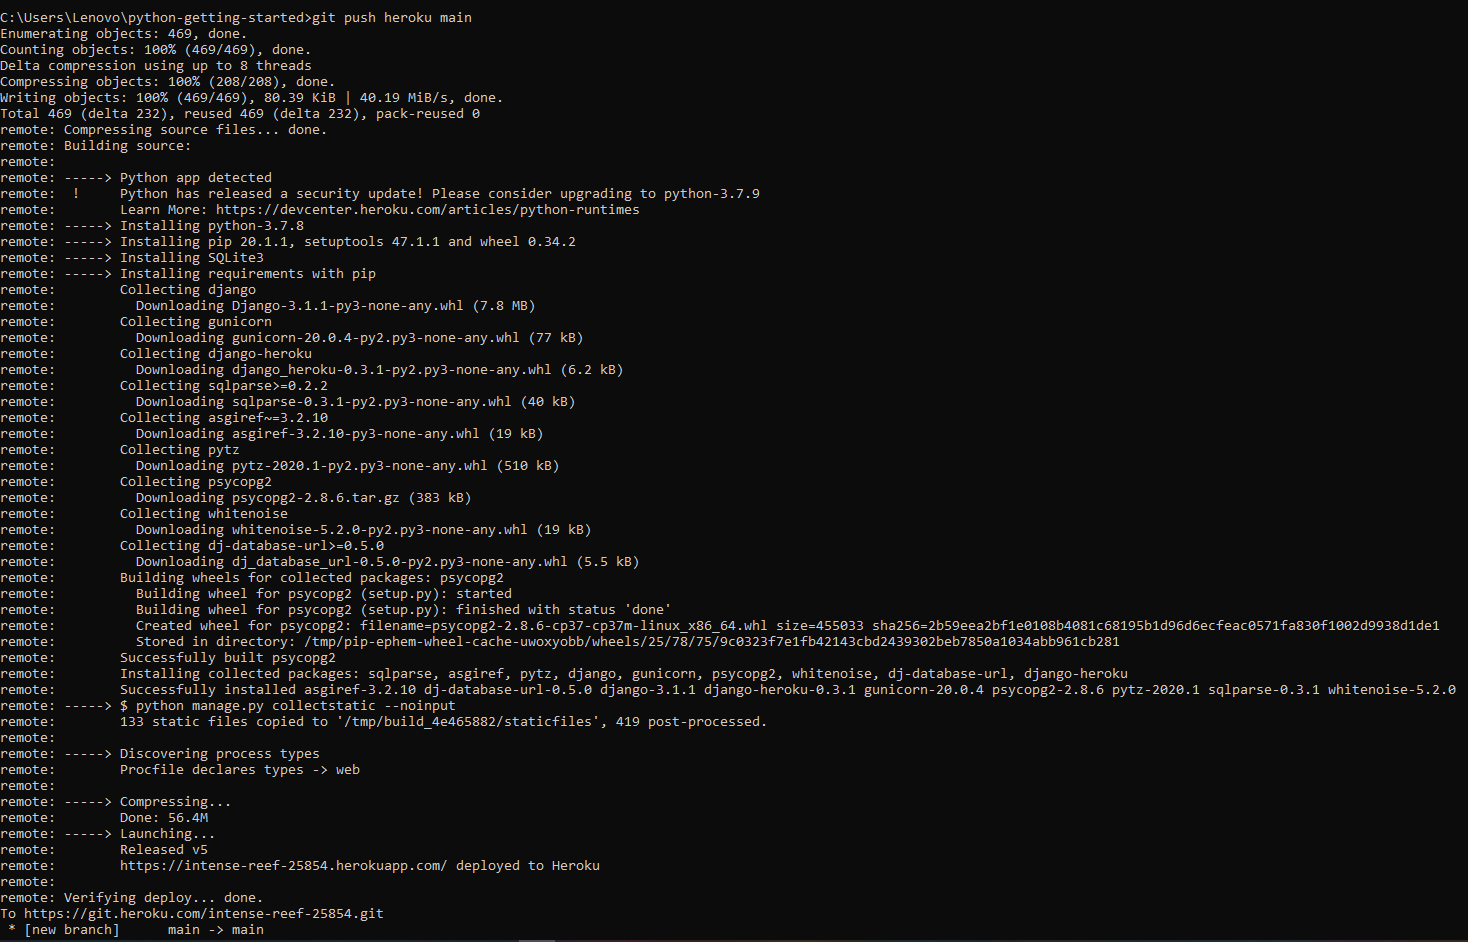 C:\Users\Lenovo\python-getting-started>git push heroku main
Enumerating objects: 469, done.
Counting objects: 100% (469/469), done.
Delta compression using up to 8 threads
Compressing objects: 100% (208/208), done.
Writing objects: 100% (469/469), 80.39 KiB | 40.19 MiB/s, done.
Total 469 (delta 232), reused 469 (delta 232), pack-reused 0
remote: Compressing source files... done.
remote: Building source:
remote:
remote: -----> Python app detected
remote:  !     Python has released a security update! Please consider upgrading to python-3.7.9
remote:        Learn More: https://devcenter.heroku.com/articles/python-runtimes
remote: -----> Installing python-3.7.8
remote: -----> Installing pip 20.1.1, setuptools 47.1.1 and wheel 0.34.2
remote: -----> Installing SQLite3
remote: -----> Installing requirements with pip
remote:        Collecting django
remote:          Downloading Django-3.1.1-py3-none-any.whl (7.8 MB)
remote:        Collecting gunicorn
remote:          Downloading gunicorn-20.0.4-py2.py3-none-any.whl (77 kB)
remote:        Collecting django-heroku
remote:          Downloading django_heroku-0.3.1-py2.py3-none-any.whl (6.2 kB)
remote:        Collecting sqlparse>=0.2.2
remote:          Downloading sqlparse-0.3.1-py2.py3-none-any.whl (40 kB)
remote:        Collecting asgiref~=3.2.10
remote:          Downloading asgiref-3.2.10-py3-none-any.whl (19 kB)
remote:        Collecting pytz
remote:          Downloading pytz-2020.1-py2.py3-none-any.whl (510 kB)
remote:        Collecting psycopg2
remote:          Downloading psycopg2-2.8.6.tar.gz (383 kB)
remote:        Collecting whitenoise
remote:          Downloading whitenoise-5.2.0-py2.py3-none-any.whl (19 kB)
remote:        Collecting dj-database-url>=0.5.0
remote:          Downloading dj_database_url-0.5.0-py2.py3-none-any.whl (5.5 kB)
remote:        Building wheels for collected packages: psycopg2
remote:          Building wheel for psycopg2 (setup.py): started
remote:          Building wheel for psycopg2 (setup.py): finished with status 'done'
remote:          Created wheel for psycopg2: filename=psycopg2-2.8.6-cp37-cp37m-linux_x86_64.whl size=455033 sha256=2b59eea2bf1e0108b4081c68195b1d96d6ecfeac0571fa830f1002d9938d1de1
remote:          Stored in directory: /tmp/pip-ephem-wheel-cache-uwoxyobb/wheels/25/78/75/9c0323f7e1fb42143cbd2439302beb7850a1034abb961cb281
remote:        Successfully built psycopg2
remote:        Installing collected packages: sqlparse, asgiref, pytz, django, gunicorn, psycopg2, whitenoise, dj-database-url, django-heroku
remote:        Successfully installed asgiref-3.2.10 dj-database-url-0.5.0 django-3.1.1 django-heroku-0.3.1 gunicorn-20.0.4 psycopg2-2.8.6 pytz-2020.1 sqlparse-0.3.1 whitenoise-5.2.0
remote: -----> $ python manage.py collectstatic --noinput
remote:        133 static files copied to '/tmp/build_4e465882/staticfiles', 419 post-processed.
remote:
remote: -----> Discovering process types
remote:        Procfile declares types -> web
remote:
remote: -----> Compressing...
remote:        Done: 56.4M
remote: -----> Launching...
remote:        Released v5
remote:        https://intense-reef-25854.herokuapp.com/ deployed to Heroku
remote:
remote: Verifying deploy... done.
To https://git.heroku.com/intense-reef-25854.git
 * [new branch]      main -> main